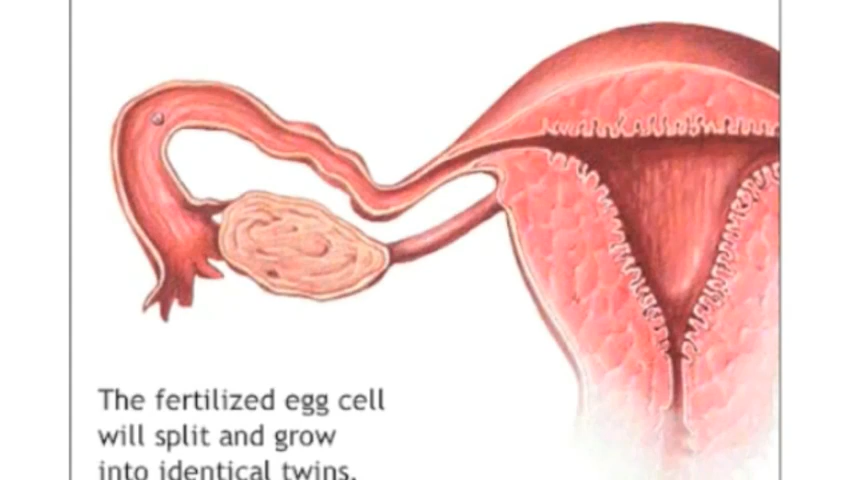 The fertilized egg cell
will split and grow
into identical twins.